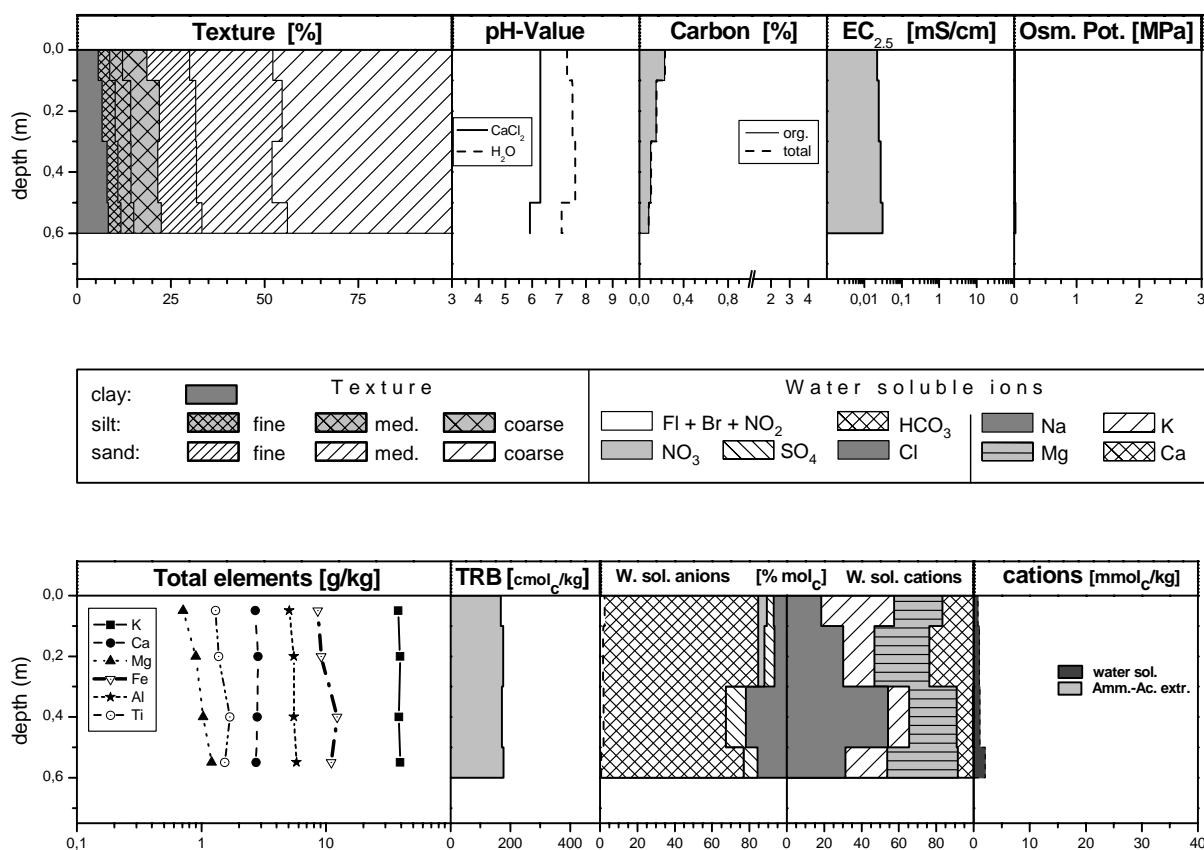 Texture [%] pH-Value Carbon [%] EC2.5 [mS/cm] Osm. Pot. [MPa]
depth (m)
0,0
0,2
0,4
0,6
CaCl2
H2O
org.
total
0 25 50 75 3 4 5 6 7 8 9 0,0 0,4 0,8 2 3 4 0,01 0,1 1 10 0 1 2 3
Texture
clay:
silt: fine med. coarse
sand: fine med. coarse
Water soluble ions
Fl + Br + NO2 HCO3 Na K
NO3 SO4 Cl Mg Ca
Total elements [g/kg] TRB [cmolc/kg] W. sol. anions [% molc] W. sol. cations cations [mmolc/kg]
depth (m)
0,0
0,2
0,4
0,6
K
Ca
Mg
Fe
Al
Ti
water sol.
Amm.-Ac. extr.
0,1 1 10 0 200 400 100 80 60 40 20 0 20 40 60 80 0 10 20 30 40